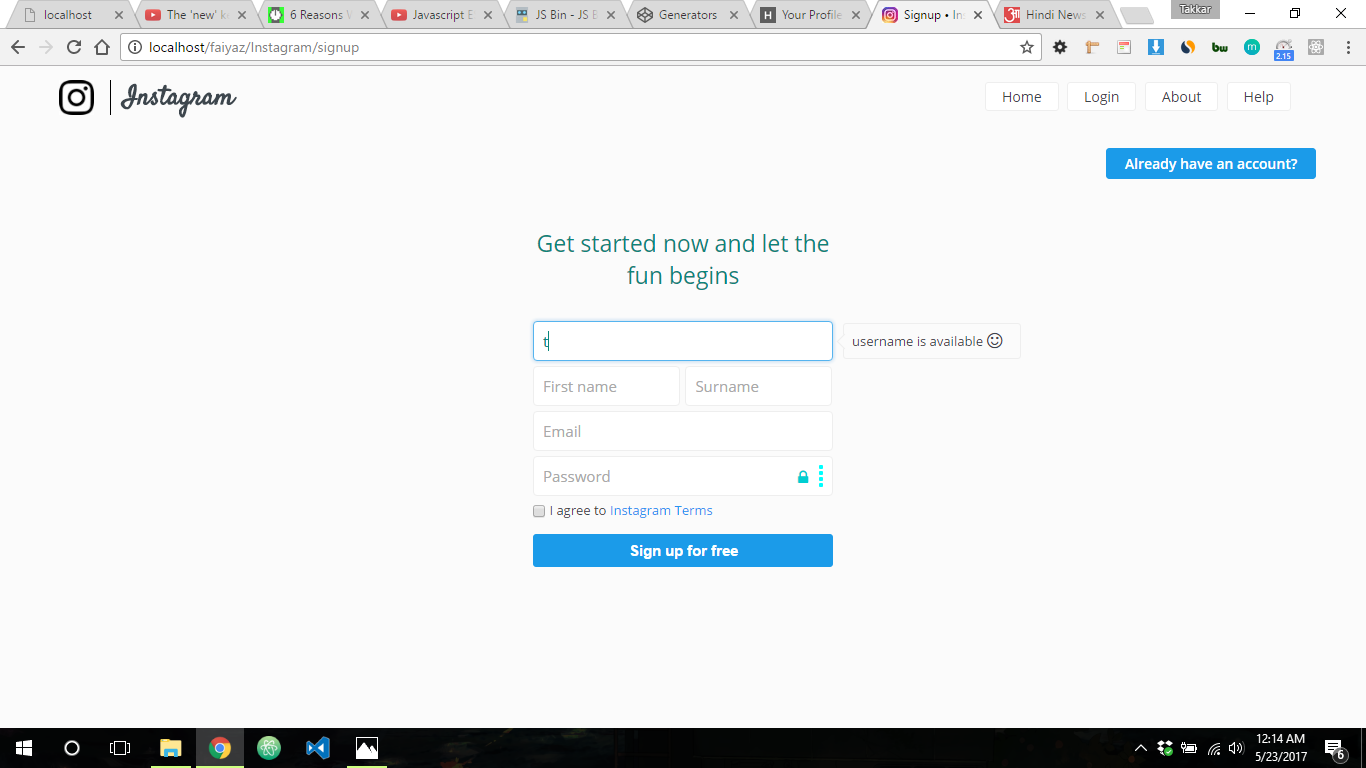 localhost
The 'new' k
6 Reasons
Javascript E
JS Bin - JS B
Generators
Your Profile
Signup • In
Hindi News
Takkar
localhost/faiyaz/Instagram/signup
bw
m
2.15
Instagram
Home
Login
About
Help
Already have an account?
Get started now and let the
fun begins
t
username is available
First name
Surname
Email
Password
I agree to Instagram Terms
Sign up for free
12:14 AM
5/23/2017
6